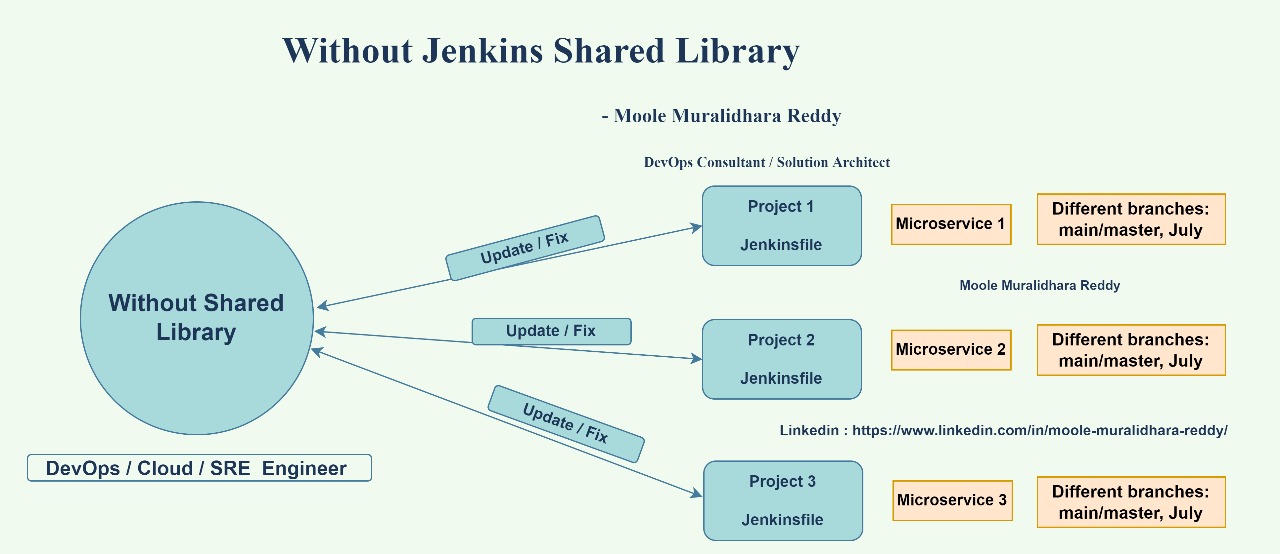 Without Jenkins Shared Library
- Moole Muralidhara Reddy
DevOps Consultant / Solution Architect
Without Shared
Library
DevOps / Cloud / SRE Engineer
Update / Fix
Project 1
Jenkinsfile
Microservice 1
Different branches:
main/master, July
Moole Muralidhara Reddy
Update / Fix
Project 2
Jenkinsfile
Microservice 2
Different branches:
main/master, July
Linkedin : https://www.linkedin.com/in/moole-muralidhara-reddy/
Update / Fix
Project 3
Jenkinsfile
Microservice 3
Different branches:
main/master, July